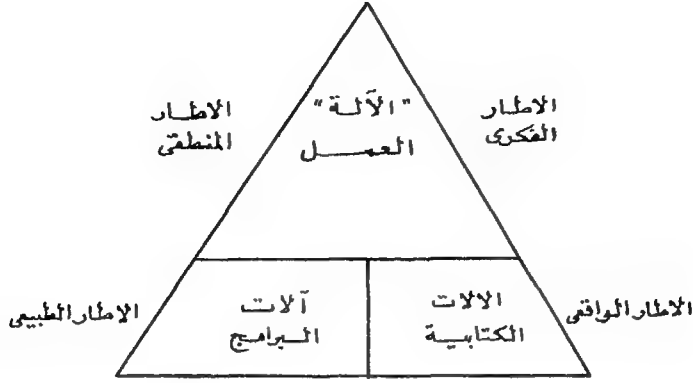 "الآلة"
العمل
الاطار
الفكرى
الاطار
المنطقى
الالات
الكتابية
آلات
البرامج
الاطار الواقعى
الاطار الطبيعى